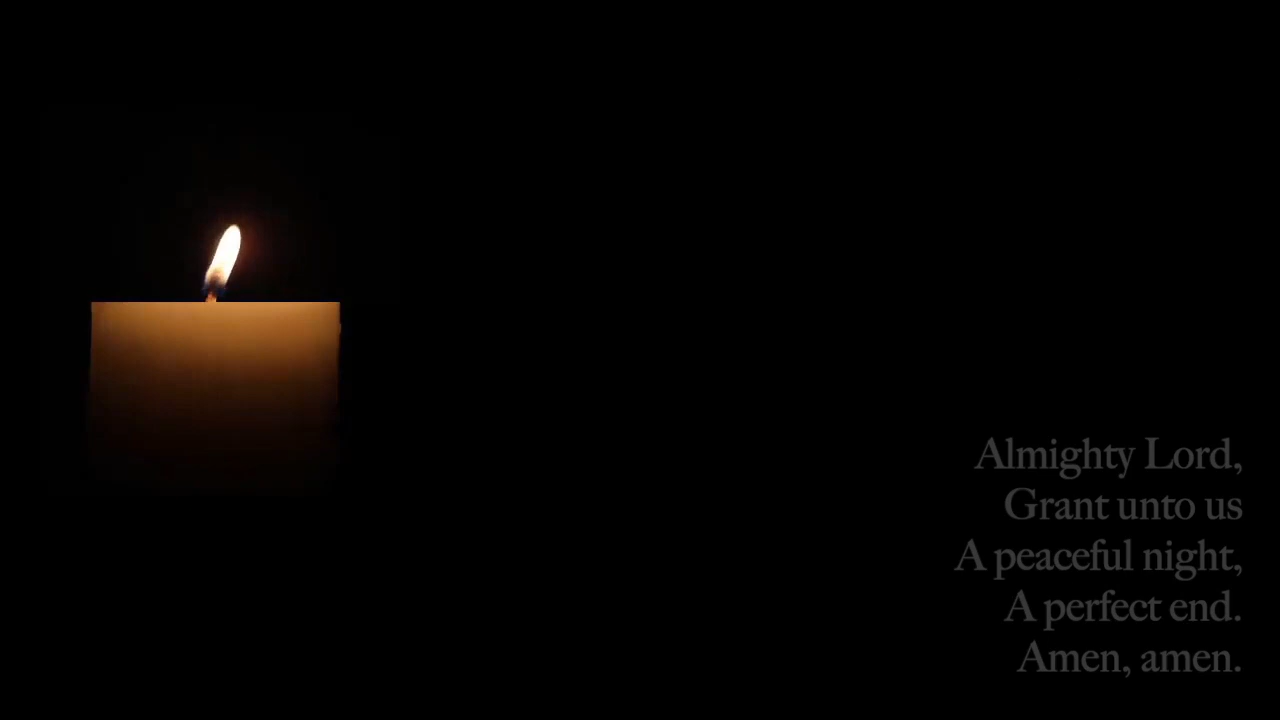 Almighty Lord,
Grant unto us
A peaceful night,
A perfect end.
Amen, amen.